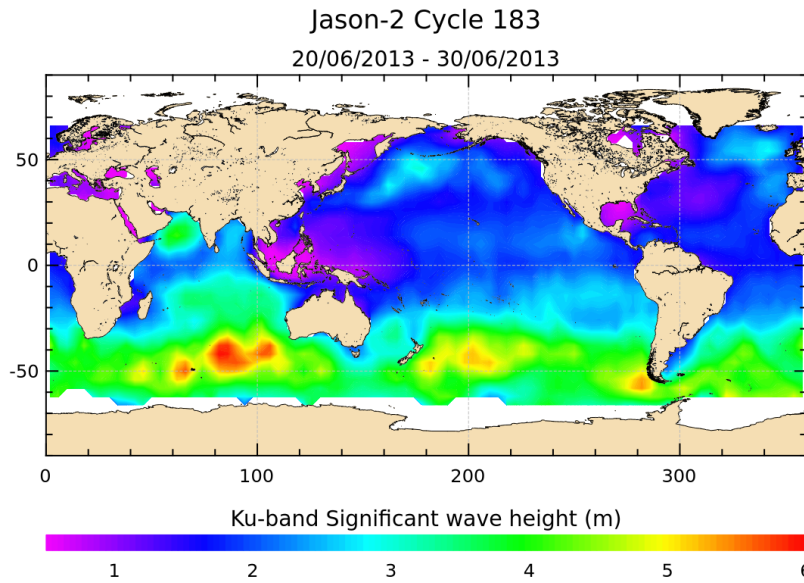 Jason-2 Cycle 183
20/06/2013 - 30/06/2013
50
0
-50
0 100 200 300
Ku-band Significant wave height (m)
1 2 3 4 5 6